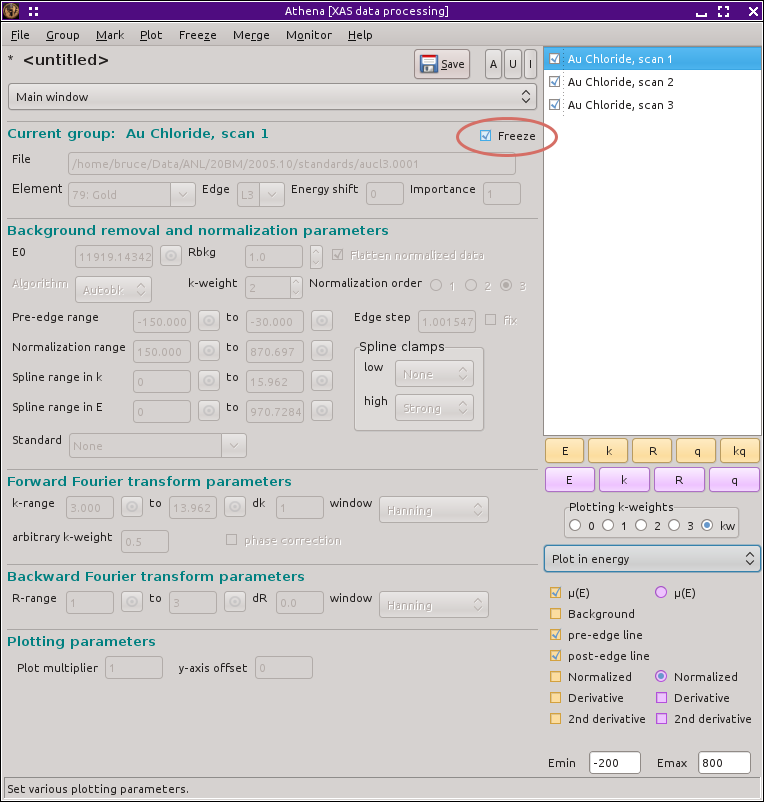 Athena [XAS data processing]
File Group Mark Plot Freeze Merge Monitor Help
* <untitled>
Save
A U I
Main window
Current group: Au Chloride, scan 1
Freeze
File /home/bruce/Data/ANL/20BM/2005.10/standards/aucl3.0001
Element 79: Gold Edge L3 Energy shift 0 Importance 1
Background removal and normalization parameters
E0 11919.14342 Rbkg 1.0 Flatten normalized data
Algorithm Autobk k-weight 2 Normalization order 1 2 3
Pre-edge range -150.000 to -30.000 Edge step 1.001547 fix
Normalization range 150.000 to 870.697
Spline clamps
low None
high Strong
Spline range in k 0 to 15.962
Spline range in E 0 to 970.7284
Standard None
Forward Fourier transform parameters
k-range 3.000 to 13.962 dk 1 window Hanning
arbitrary k-weight 0.5 phase correction
Backward Fourier transform parameters
R-range 1 to 3 dR 0.0 window Hanning
Plotting parameters
Plot multiplier 1 y-axis offset 0
Au Chloride, scan 1
Au Chloride, scan 2
Au Chloride, scan 3
E k R q kq
E k R q
Plotting k-weights
0 1 2 3 kw
Plot in energy
μ(E) μ(E)
Background
pre-edge line
post-edge line
Normalized Normalized
Derivative Derivative
2nd derivative 2nd derivative
Emin -200 Emax 800
Set various plotting parameters.